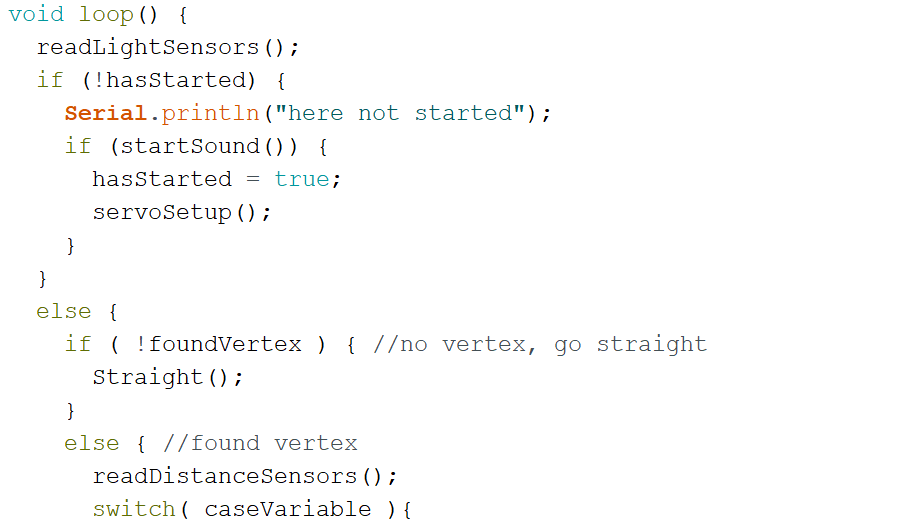 void loop() {
  readLightSensors();
  if (!hasStarted) {
    Serial.println("here not started");
    if (startSound()) {
      hasStarted = true;
      servoSetup();
    }
  }
  else {
    if ( !foundVertex ) { //no vertex, go straight
      Straight();
    }
    else { //found vertex
      readDistanceSensors();
      switch( caseVariable ){